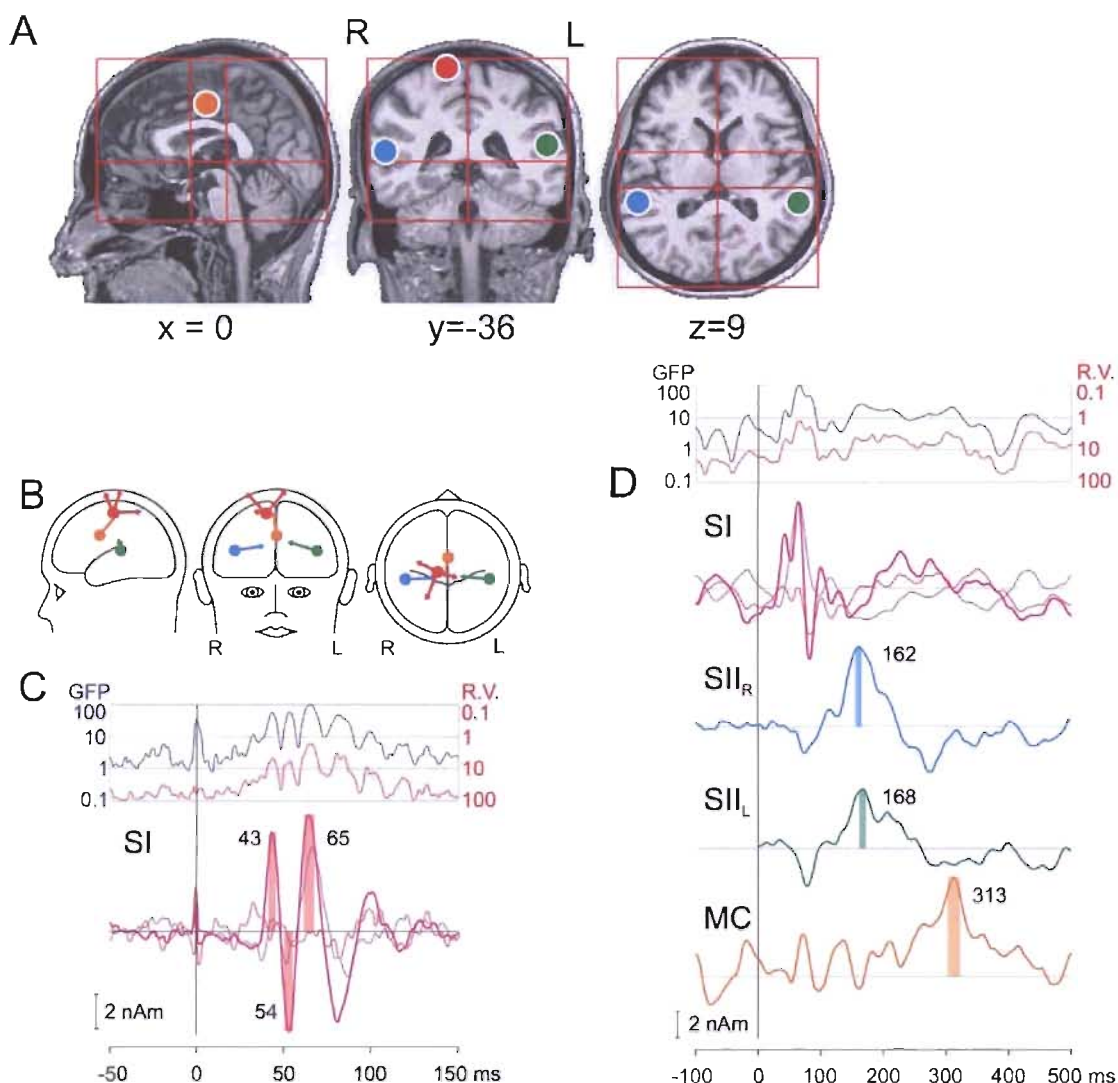 A
R
L
x = 0
y=-36
z=9
B
R L R L
C
GFP R.V.
100 0.1
10 1
1 10
0.1 100
SI
43
65
54
2 nAm
-50 0 50 100 150 ms
D
GFP R.V.
100 0.1
10 1
1 10
0.1 100
SI
SIIR
162
SIIL
168
MC
313
2 nAm
-100 0 100 200 300 400 500 ms